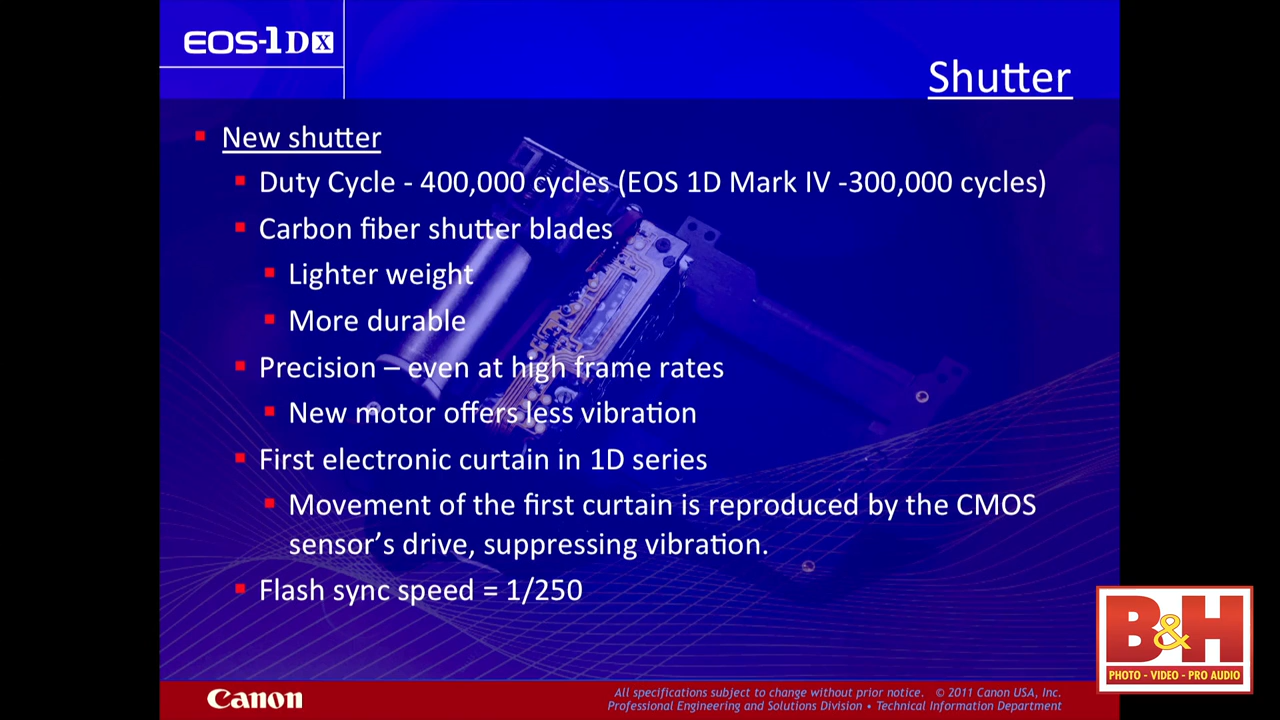 EOS-1DX
Shutter
New shutter
Duty Cycle - 400,000 cycles (EOS 1D Mark IV -300,000 cycles)
Carbon fiber shutter blades
Lighter weight
More durable
Precision – even at high frame rates
New motor offers less vibration
First electronic curtain in 1D series
Movement of the first curtain is reproduced by the CMOS
sensor’s drive, suppressing vibration.
Flash sync speed = 1/250
B&H
PHOTO - VIDEO - PRO AUDIO
Canon
All specifications subject to change without prior notice. © 2011 Canon USA, Inc.
Professional Engineering and Solutions Division • Technical Information Department